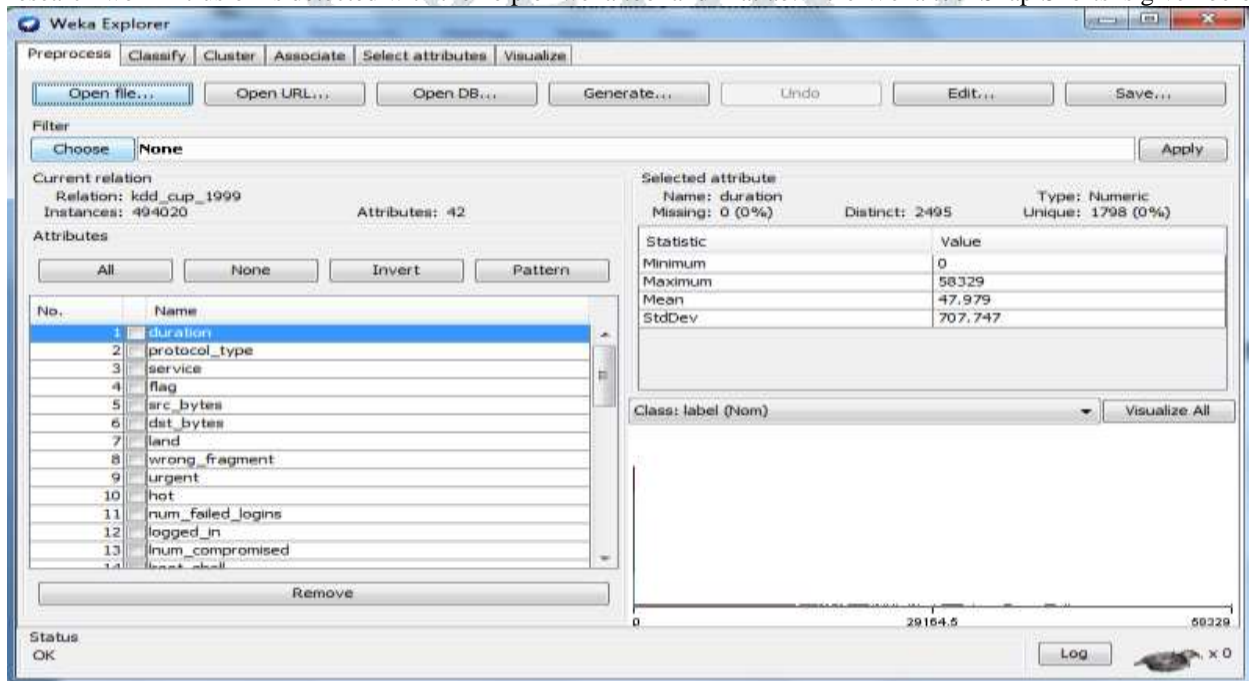 Weka Explorer
Preprocess Classify Cluster Associate Select attributes Visualize
Open file... Open URL... Open DB... Generate... Undo Edit... Save...
Filter
Choose None Apply
Current relation
Relation: kdd_cup_1999
Instances: 494020 Attributes: 42
Attributes
All None Invert Pattern
No. Name
1 duration
2 protocol_type
3 service
4 flag
5 src_bytes
6 dst_bytes
7 land
8 wrong_fragment
9 urgent
10 hot
11 num_failed_logins
12 logged_in
13 lnum_compromised
Remove
Selected attribute
Name: duration Type: Numeric
Missing: 0 (0%) Distinct: 2495 Unique: 1798 (0%)
Statistic Value
Minimum 0
Maximum 58329
Mean 47.979
StdDev 707.747
Class: label (Nom) Visualize All
0 29164.5 58329
Status
OK Log x 0